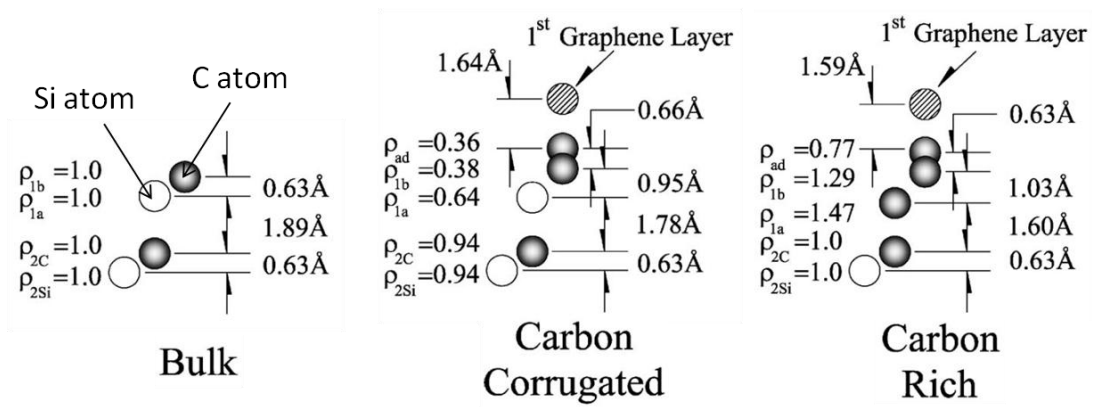 Si atom
C atom
ρ1b =1.0
ρ1a =1.0
0.63Å
1.89Å
ρ2C =1.0
ρ2Si =1.0
0.63Å
Bulk
1st Graphene Layer
1.64Å
0.66Å
ρad =0.36
ρ1b =0.38
ρ1a =0.64
0.95Å
1.78Å
ρ2C =0.94
ρ2Si =0.94
0.63Å
Carbon
Corrugated
1st Graphene Layer
1.59Å
0.63Å
ρad =0.77
ρ1b =1.29
ρ1a =1.47
1.03Å
1.60Å
ρ2C =1.0
ρ2Si =1.0
0.63Å
Carbon
Rich